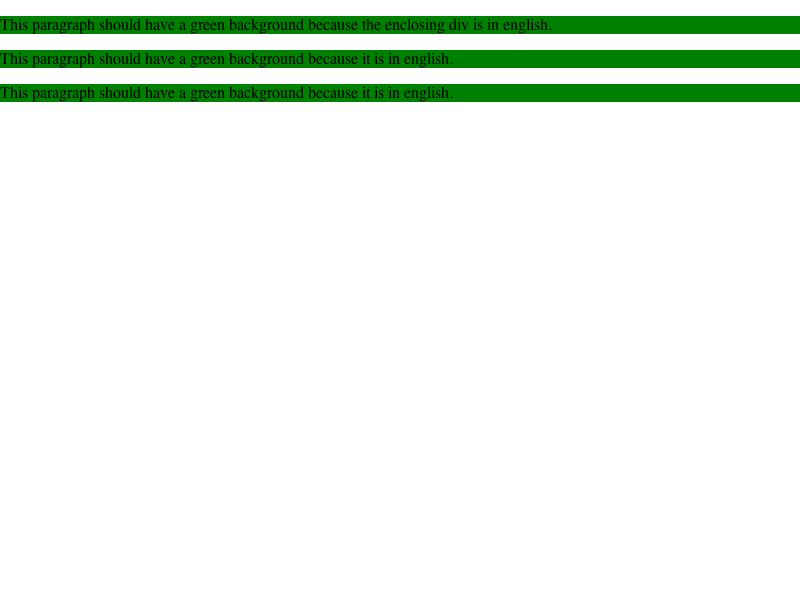 This paragraph should have a green background because the enclosing div is in english.
This paragraph should have a green background because it is in english.
This paragraph should have a green background because it is in english.